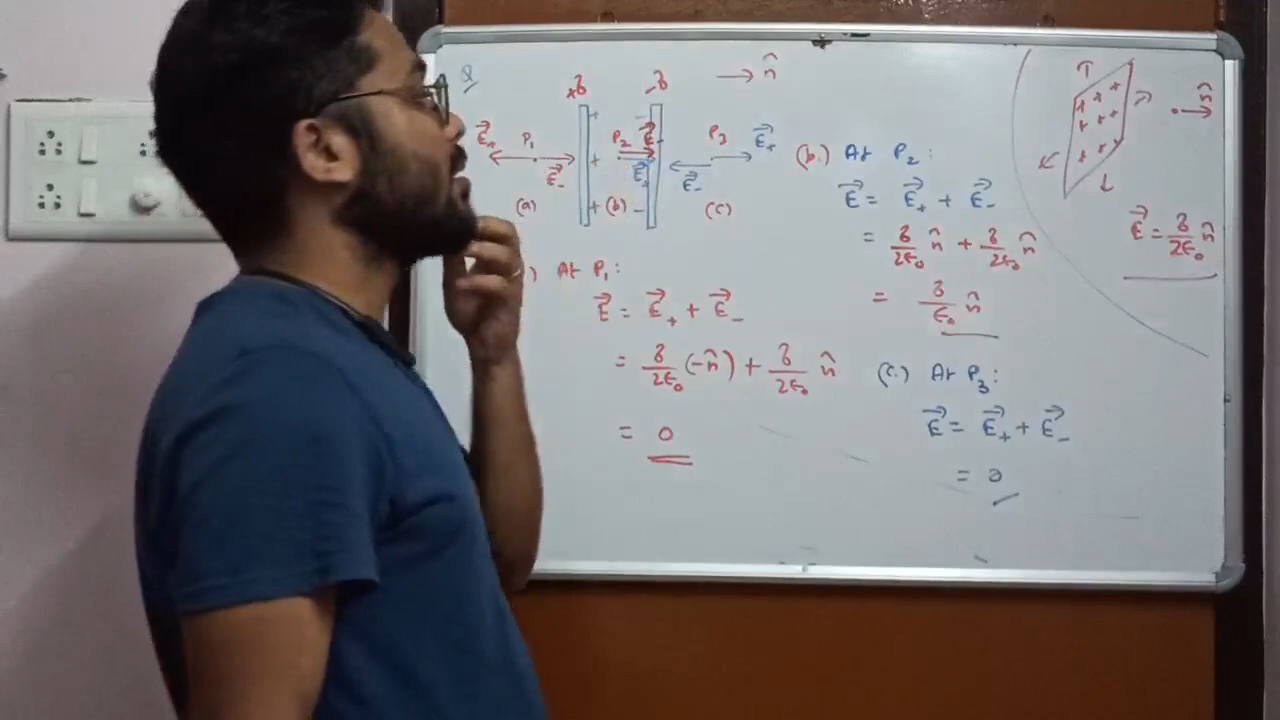 Q
+σ -σ → n̂
E⃗₊ P₁ E⃗₋ P₂ E⃗₊ E⃗₋ P₃ E⃗₊ E⃗₋
(a) (b) (c)
) At P₁:
E⃗ = E⃗₊ + E⃗₋
= σ/2ε₀ (-n̂) + σ/2ε₀ n̂
= 0
(b.) At P₂:
E⃗ = E⃗₊ + E⃗₋
= σ/2ε₀ n̂ + σ/2ε₀ n̂
= σ/ε₀ n̂
(c.) At P₃:
E⃗ = E⃗₊ + E⃗₋
= 0
n̂
E⃗ = σ/2ε₀ n̂